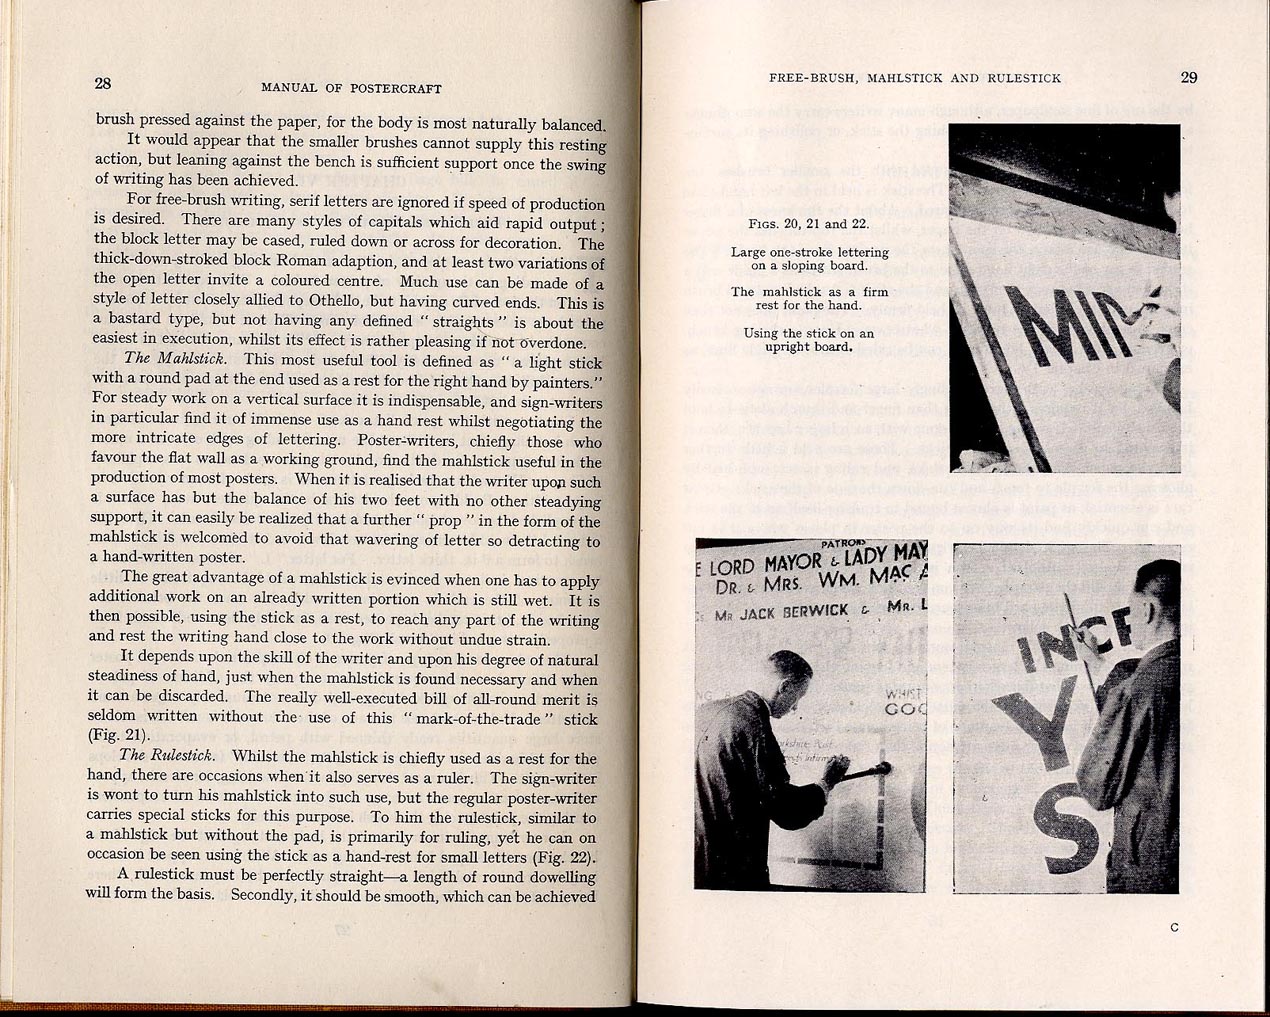 28
MANUAL OF POSTERCRAFT
brush pressed against the paper, for the body is most naturally balanced.
It would appear that the smaller brushes cannot supply this resting
action, but leaning against the bench is sufficient support once the swing
of writing has been achieved.
For free-brush writing, serif letters are ignored if speed of production
is desired. There are many styles of capitals which aid rapid output ;
the block letter may be cased, ruled down or across for decoration. The
thick-down-stroked block Roman adaption, and at least two variations of
the open letter invite a coloured centre. Much use can be made of a
style of letter closely allied to Othello, but having curved ends. This is
a bastard type, but not having any defined “ straights ” is about the
easiest in execution, whilst its effect is rather pleasing if not overdone.
The Mahlstick. This most useful tool is defined as “ a light stick
with a round pad at the end used as a rest for the right hand by painters.”
For steady work on a vertical surface it is indispensable, and sign-writers
in particular find it of immense use as a hand rest whilst negotiating the
more intricate edges of lettering. Poster-writers, chiefly those who
favour the flat wall as a working ground, find the mahlstick useful in the
production of most posters. When it is realised that the writer upon such
a surface has but the balance of his two feet with no other steadying
support, it can easily be realized that a further “ prop ” in the form of the
mahlstick is welcomed to avoid that wavering of letter so detracting to
a hand-written poster.
The great advantage of a mahlstick is evinced when one has to apply
additional work on an already written portion which is still wet. It is
then possible, using the stick as a rest, to reach any part of the writing
and rest the writing hand close to the work without undue strain.
It depends upon the skill of the writer and upon his degree of natural
steadiness of hand, just when the mahlstick is found necessary and when
it can be discarded. The really well-executed bill of all-round merit is
seldom written without the use of this “ mark-of-the-trade ” stick
(Fig. 21).
The Rulestick. Whilst the mahlstick is chiefly used as a rest for the
hand, there are occasions when it also serves as a ruler. The sign-writer
is wont to turn his mahlstick into such use, but the regular poster-writer
carries special sticks for this purpose. To him the rulestick, similar to
a mahlstick but without the pad, is primarily for ruling, yet he can on
occasion be seen using the stick as a hand-rest for small letters (Fig. 22).
A rulestick must be perfectly straight—a length of round dowelling
will form the basis. Secondly, it should be smooth, which can be achieved
FREE-BRUSH, MAHLSTICK AND RULESTICK
29
FIGS. 20, 21 and 22.
Large one-stroke lettering
on a sloping board.
The mahlstick as a firm
rest for the hand.
Using the stick on an
upright board.
MIN
PATRONS
E LORD MAYOR & LADY MAY
DR. & MRS. WM. MAC A
MR JACK BERWICK & MR. L
WHIST
GOO
INCE
Y
S
C